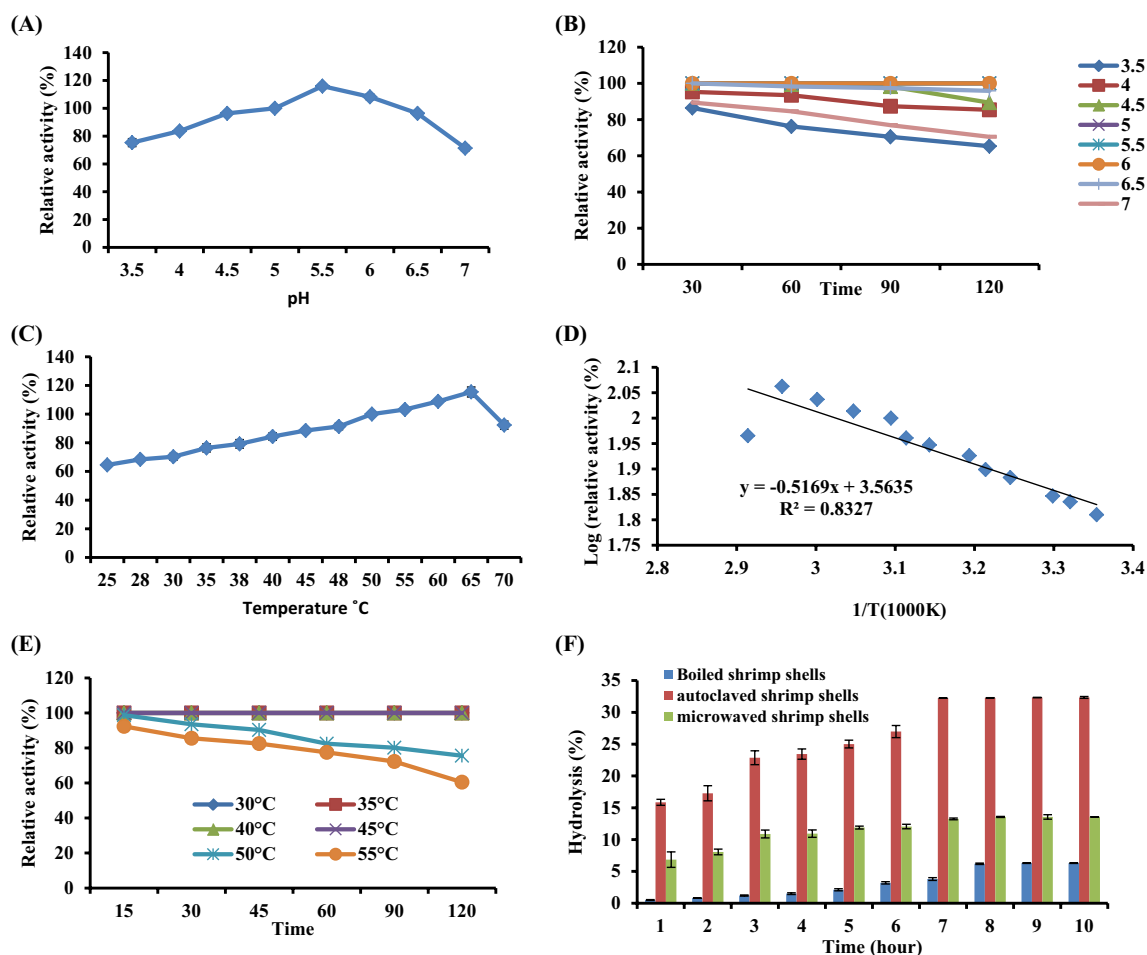 (A)
140
120
100
80
60
40
20
0
Relative activity (%)
3.5 4 4.5 5 5.5 6 6.5 7
pH
(B)
120
100
80
60
40
20
0
Relative activity (%)
30 60 90 120
Time
3.5
4
4.5
5
5.5
6
6.5
7
(C)
140
120
100
80
60
40
20
0
Relative activity (%)
25 28 30 35 38 40 45 48 50 55 60 65 70
Temperature ˚C
(D)
2.1
2.05
2
1.95
1.9
1.85
1.8
1.75
Log (relative activity (%)
y = -0.5169x + 3.5635
R² = 0.8327
2.8 2.9 3 3.1 3.2 3.3 3.4
1/T(1000K)
(E)
120
100
80
60
40
20
0
Relative activity (%)
30°C 35°C
40°C 45°C
50°C 55°C
15 30 45 60 90 120
Time
(F)
Boiled shrimp shells
autoclaved shrimp shells
microwaved shrimp shells
35
30
25
20
15
10
5
0
Hydrolysis (%)
1 2 3 4 5 6 7 8 9 10
Time (hour)